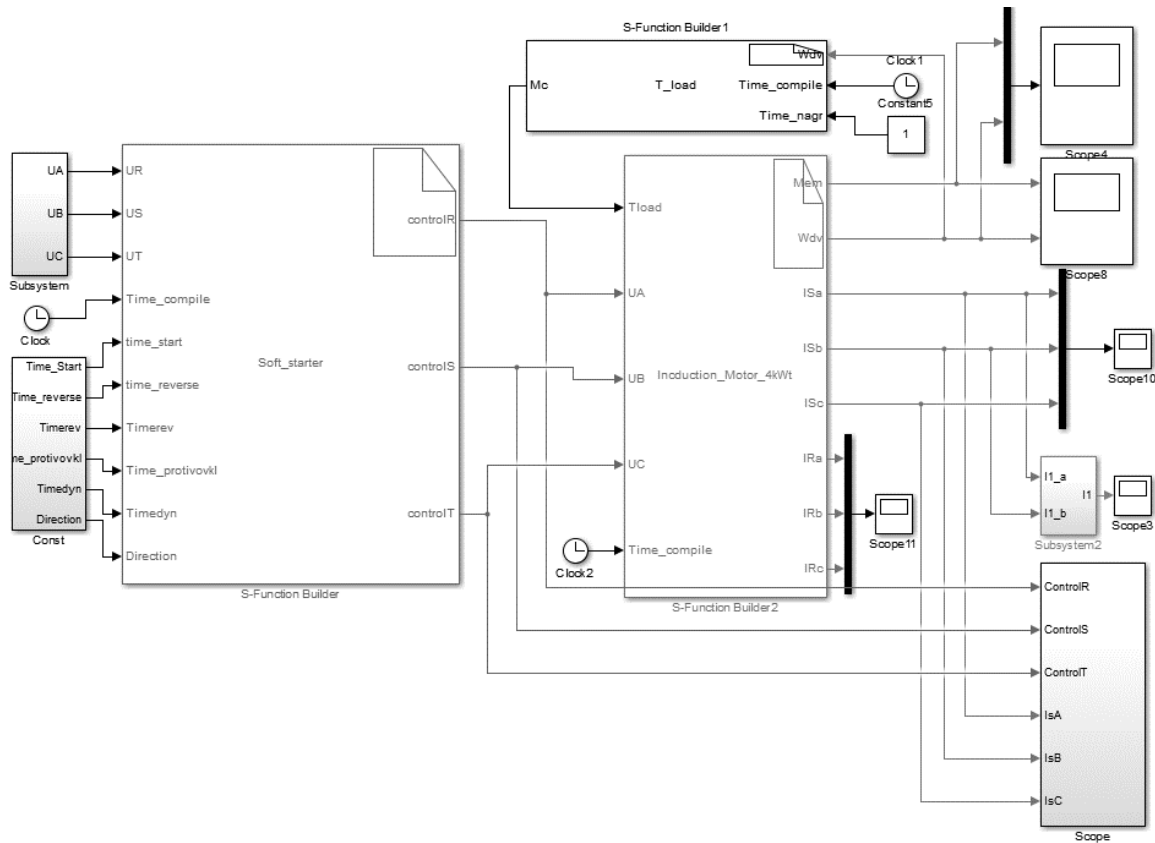 S-Function Builder1
Wdv
Mc
T_load
Time_compile
Time_nagr
Clock1
Constant5
1
Scope4
Scope8
UA
UB
UC
Subsystem
Clock
Time_Start
Time_reverse
Timerev
me_protivovkl
Timedyn
Direction
Const
UR
US
UT
Time_compile
time_start
time_reverse
Timerev
Time_protivovkl
Timedyn
Direction
Soft_starter
controlR
controlS
controlT
S-Function Builder
Tload
UA
UB
UC
Time_compile
Clock2
Incduction_Motor_4kWt
Mem
Wdv
ISa
ISb
ISc
IRa
IRb
IRc
S-Function Builder2
Scope11
Scope10
I1_a
I1_b
I1
Subsystem2
Scope3
ControlR
ControlS
ControlT
IsA
IsB
IsC
Scope